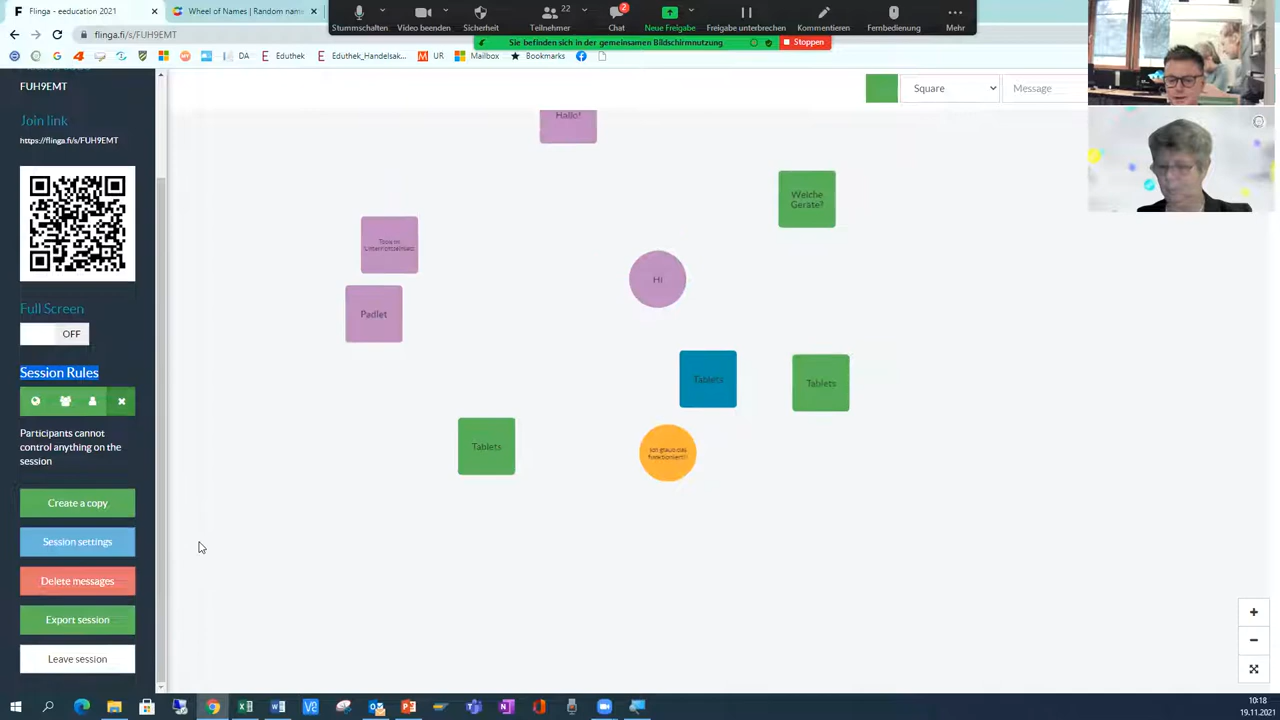 Flinga - eeducation 2021
Wheel of Names | Random nam
Stummschalten
Video beenden
Sicherheit
22
Teilnehmer
2
Chat
Neue Freigabe
Freigabe unterbrechen
Kommentieren
Fernbedienung
Mehr
Sie befinden sich in der gemeinsamen Bildschirmnutzung
Stoppen
flinga.fi/s/FUH9EMT
DA
Eduthek
Eduthek_Handelsak...
UR
Mailbox
Bookmarks
FUH9EMT
Join link
https://flinga.fi/s/FUH9EMT
Full Screen
OFF
Session Rules
Participants cannot
control anything on the
session
Create a copy
Session settings
Delete messages
Export session
Leave session
Square
Message
Hallo!
Welche
Geräte?
Hi
Padlet
Tablets
Tablets
Tablets
10:18
19.11.2021